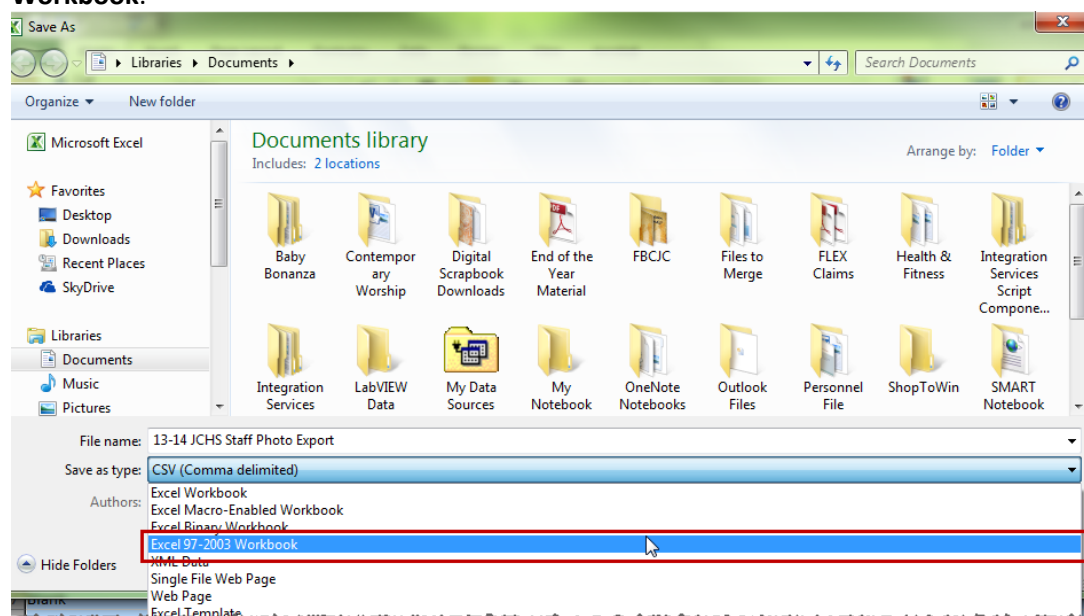 Workbook.
Save As
Libraries ▸ Documents ▸
Search Documents
Organize
New folder
Microsoft Excel
Favorites
Desktop
Downloads
Recent Places
SkyDrive
Libraries
Documents
Music
Pictures
Documents library
Includes: 2 locations
Arrange by: Folder
Baby
Bonanza
Contempor
ary
Worship
Digital
Scrapbook
Downloads
End of the
Year
Material
FBCJC
Files to
Merge
FLEX
Claims
Health &
Fitness
Integration
Services
Script
Compone...
Integration
Services
LabVIEW
Data
My Data
Sources
My
Notebook
OneNote
Notebooks
Outlook
Files
Personnel
File
ShopToWin
SMART
Notebook
File name: 13-14 JCHS Staff Photo Export
Save as type: CSV (Comma delimited)
Authors:
Excel Workbook
Excel Macro-Enabled Workbook
Excel Binary Workbook
Excel 97-2003 Workbook
XML Data
Single File Web Page
Web Page
Excel Template
Hide Folders
Blank